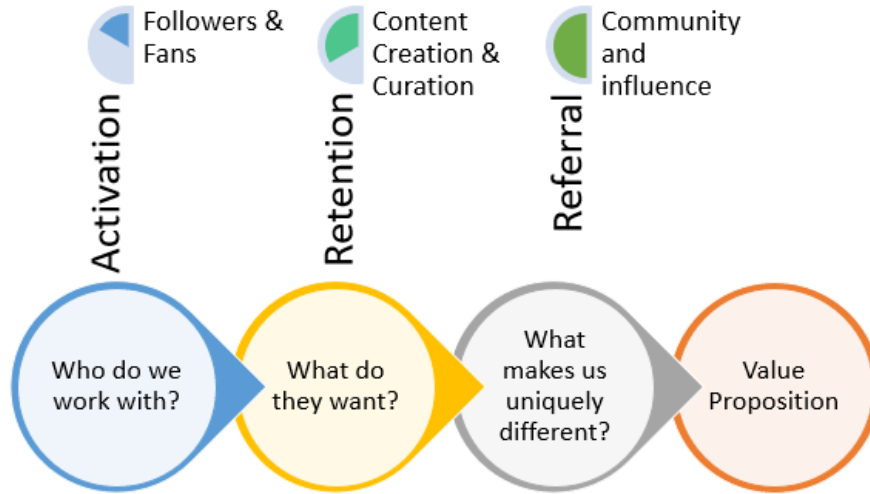 Followers &
Fans
Content
Creation &
Curation
Community
and
influence
Activation
Retention
Referral
Who do we
work with?
What do
they want?
What
makes us
uniquely
different?
Value
Proposition